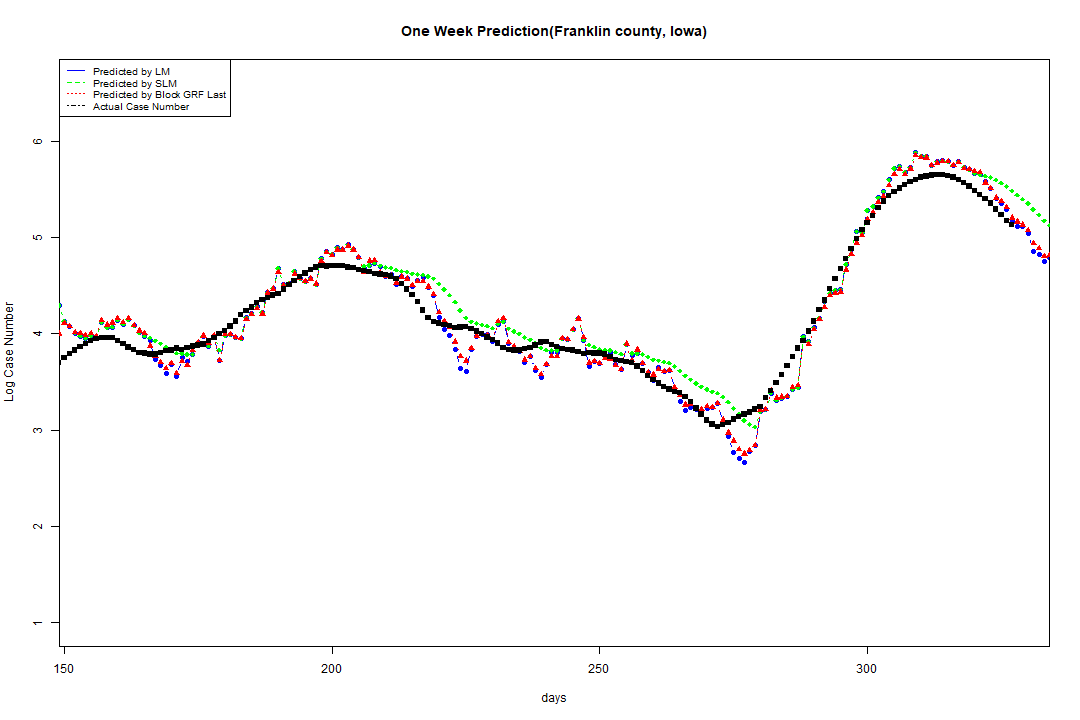 One Week Prediction(Franklin county, Iowa)
Predicted by LM
Predicted by SLM
Predicted by Block GRF Last
Actual Case Number
Log Case Number
6
5
4
3
2
1
150 200 250 300
days